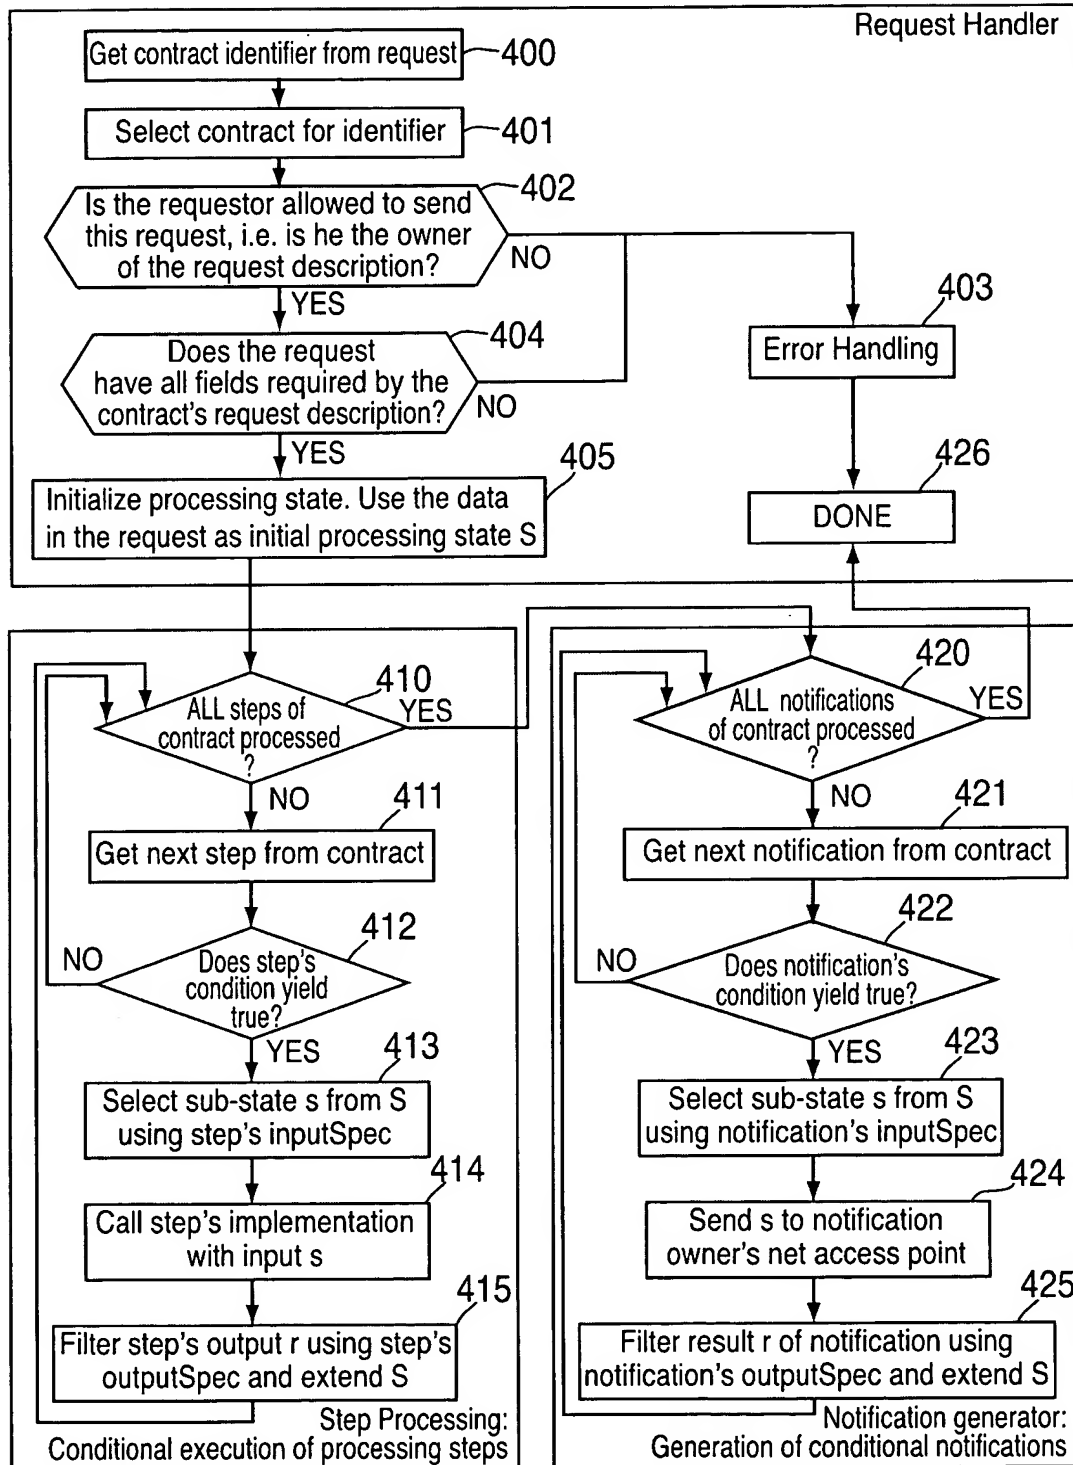 Request Handler
Get contract identifier from request
400
Select contract for identifier
401
402
Is the requestor allowed to send
this request, i.e. is he the owner
of the request description?
NO
YES
403
Error Handling
404
Does the request
have all fields required by the
contract's request description?
NO
YES
405
Initialize processing state. Use the data
in the request as initial processing state S
426
DONE
410
ALL steps of
contract processed
?
YES
NO
411
Get next step from contract
412
Does step's
condition yield
true?
NO
YES
413
Select sub-state s from S
using step's inputSpec
414
Call step's implementation
with input s
415
Filter step's output r using step's
outputSpec and extend S
Step Processing:
Conditional execution of processing steps
420
ALL notifications
of contract processed
?
YES
NO
421
Get next notification from contract
422
Does notification's
condition yield true?
NO
YES
423
Select sub-state s from S
using notification's inputSpec
424
Send s to notification
owner's net access point
425
Filter result r of notification using
notification's outputSpec and extend S
Notification generator:
Generation of conditional notifications